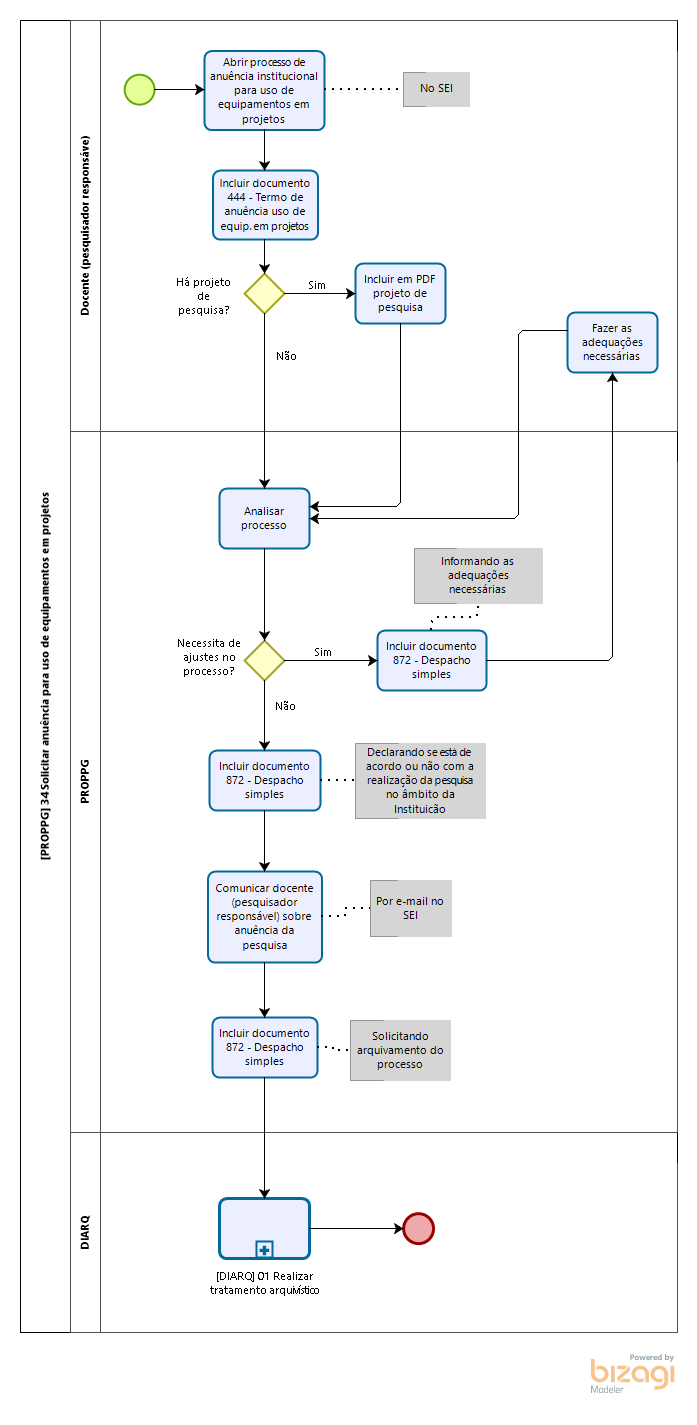 [PROPPG] 34 Solicitar anuência para uso de equipamentos em projetos
Docente (pesquisador responsáve)
Abrir processo de
anuência institucional
para uso de
equipamentos em
projetos
No SEI
Incluir documento
444 - Termo de
anuência uso de
equip. em projetos
Há projeto
de
pesquisa?
Sim
Incluir em PDF
projeto de
pesquisa
Não
Fazer as
adequações
necessárias
PROPPG
Analisar
processo
Informando as
adequações
necessárias
Necessita de
ajustes no
processo?
Sim
Incluir documento
872 - Despacho
simples
Não
Incluir documento
872 - Despacho
simples
Declarando se está de
acordo ou não com a
realização da pesquisa
no âmbito da
Instituicão
Comunicar docente
(pesquisador
responsável) sobre
anuência da
pesquisa
Por e-mail no
SEI
Incluir documento
872 - Despacho
simples
Solicitando
arquivamento do
processo
DIARQ
[DIARQ] 01 Realizar
tratamento arquivístico
Powered by
bizagi
Modeler